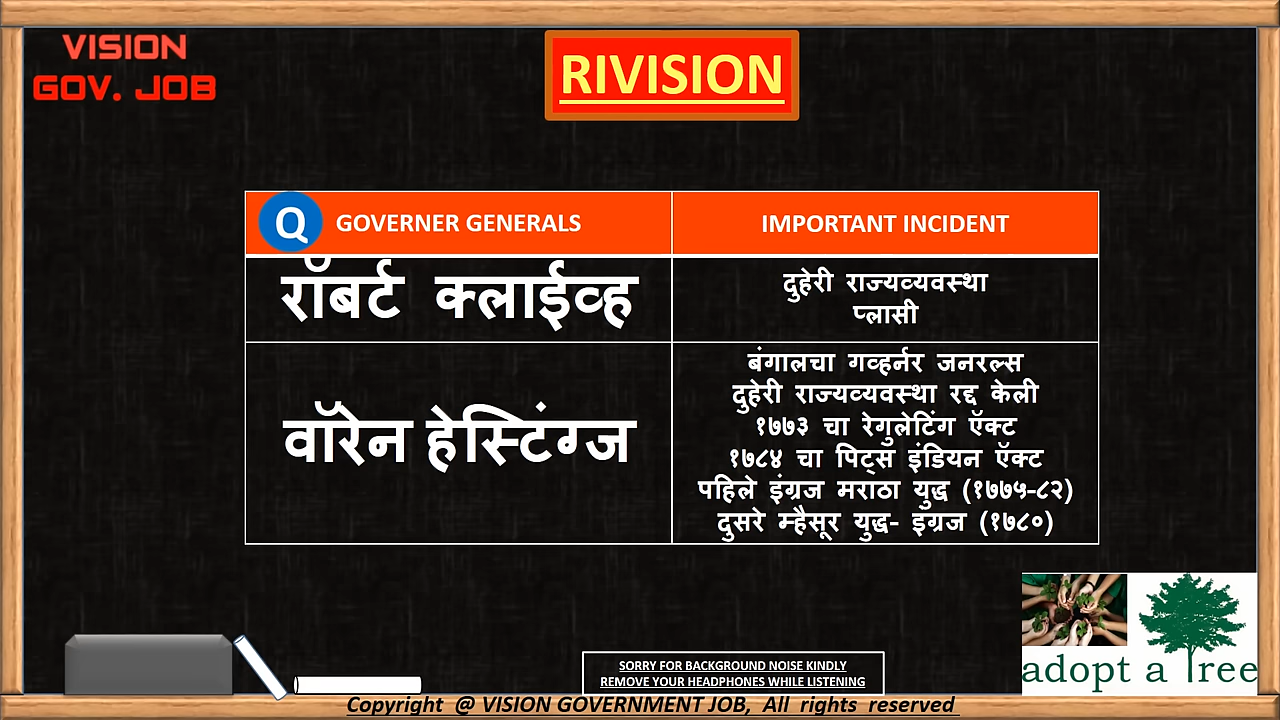 VISION
GOV. JOB
RIVISION
Q GOVERNER GENERALS
IMPORTANT INCIDENT
रॉबर्ट क्लाईव्ह
दुहेरी राज्यव्यवस्था
प्लासी
वॉरेन हेस्टिंग्ज
बंगालचा गव्हर्नर जनरल्स
दुहेरी राज्यव्यवस्था रद्द केली
१७७३ चा रेगुलेटिंग ऍक्ट
१७८४ चा पिट्स इंडियन ऍक्ट
पहिले इंग्रज मराठा युद्ध (१७७५-८२)
दुसरे म्हैसूर युद्ध- इंग्रज (१७८०)
adopt a Tree
SORRY FOR BACKGROUND NOISE KINDLY
REMOVE YOUR HEADPHONES WHILE LISTENING
Copyright @ VISION GOVERNMENT JOB, All rights reserved